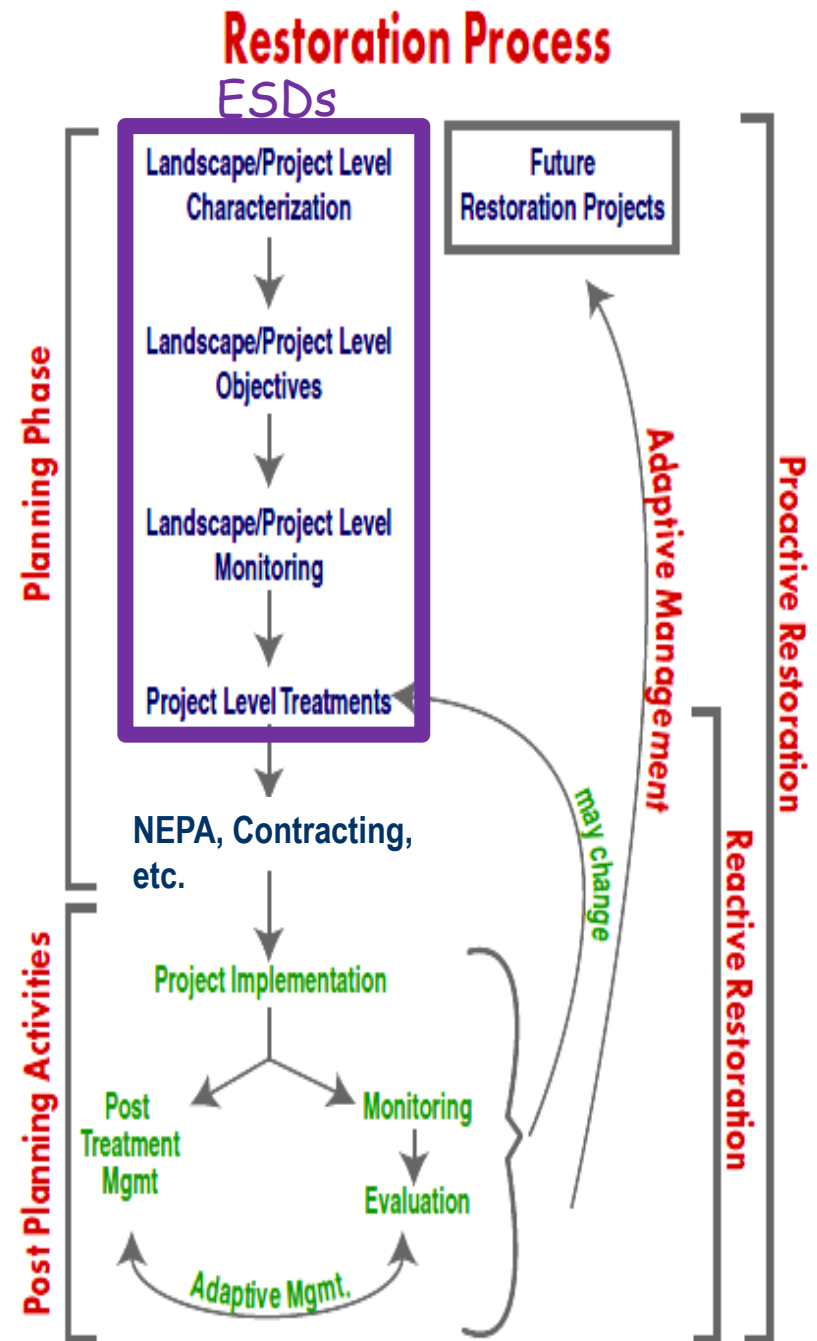 Restoration Process
ESDs
Landscape/Project Level
Characterization
Future
Restoration Projects
Landscape/Project Level
Objectives
Landscape/Project Level
Monitoring
Project Level Treatments
NEPA, Contracting,
etc.
Planning Phase
Adaptive Management
may change
Proactive Restoration
Reactive Restoration
Post Planning Activities
Project Implementation
Post
Treatment
Mgmt
Monitoring
Evaluation
Adaptive Mgmt.